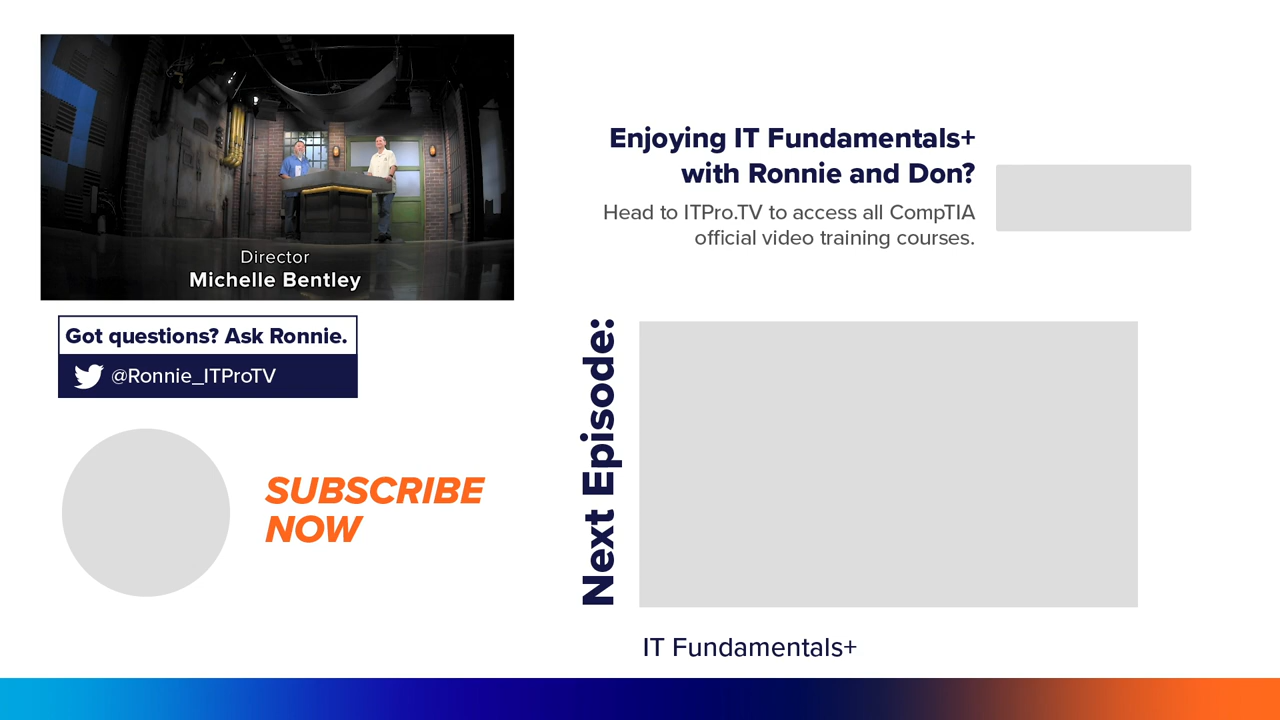 Director
Michelle Bentley
Got questions? Ask Ronnie.
@Ronnie_ITProTV
SUBSCRIBE
NOW
Enjoying IT Fundamentals+
with Ronnie and Don?
Head to ITPro.TV to access all CompTIA
official video training courses.
Next Episode:
IT Fundamentals+